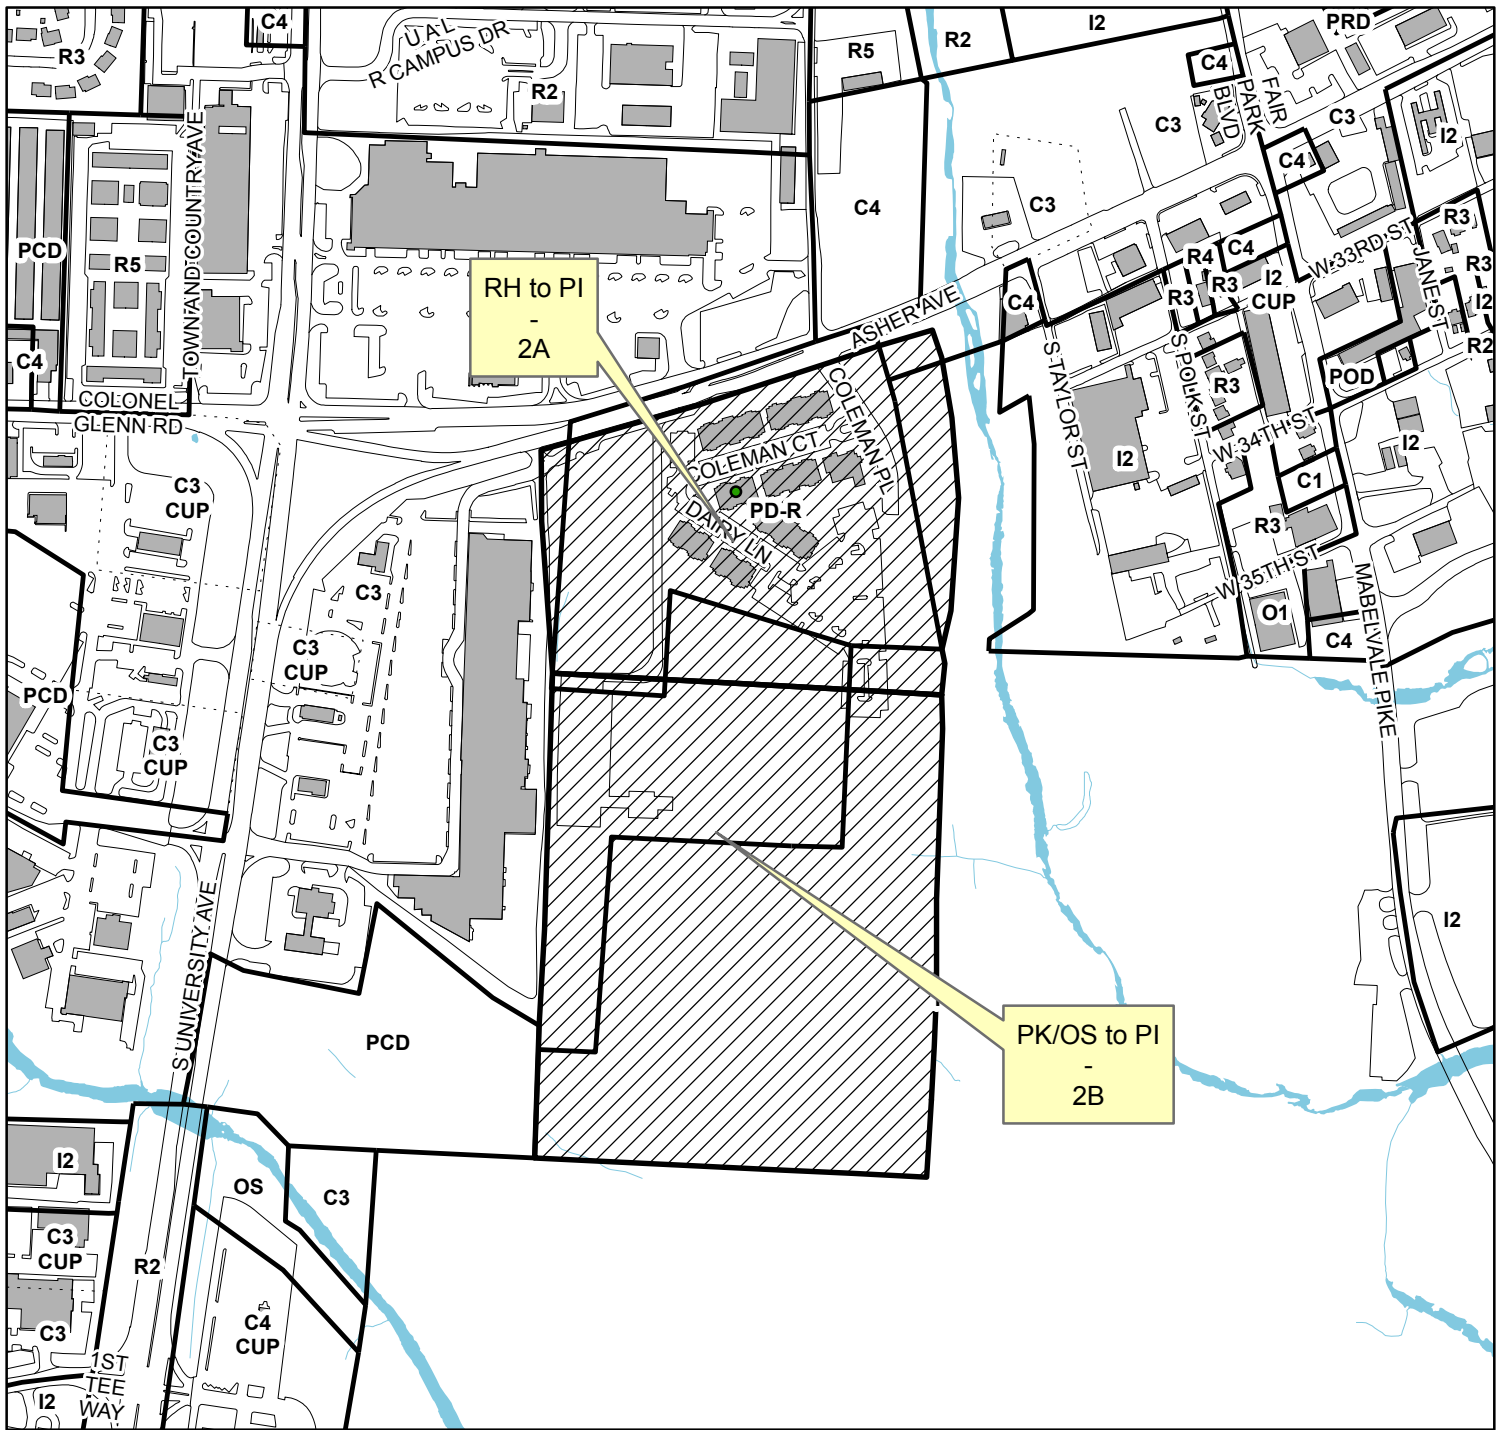 C4
R3
U A L
R CAMPUS DR
R2
R5
R2
I2
PRD
C4
FAIR
PARK
BLVD
C3
C3
I2
C4
PCD
R5
TOWN AND COUNTRY AVE
C4
C3
R3
R4
C4
R3
R3
I2
CUP
W 33RD ST
JANE ST
R3
I2
R2
C4
RH to PI
-
2A
ASHER AVE
C4
COLONEL
GLENN RD
S TAYLOR ST
S POLK ST
R3
POD
COLEMAN PL
COLEMAN CT
W 34TH ST
I2
I2
C3
CUP
C1
PD-R
DAIRY LN
R3
W 35TH ST
C3
O1
C4
MABELVALE PIKE
C3
CUP
PCD
C3
CUP
I2
S UNIVERSITY AVE
PCD
PK/OS to PI
-
2B
I2
OS
C3
C3
CUP
R2
C4
CUP
C3
1ST
TEE
WAY
I2